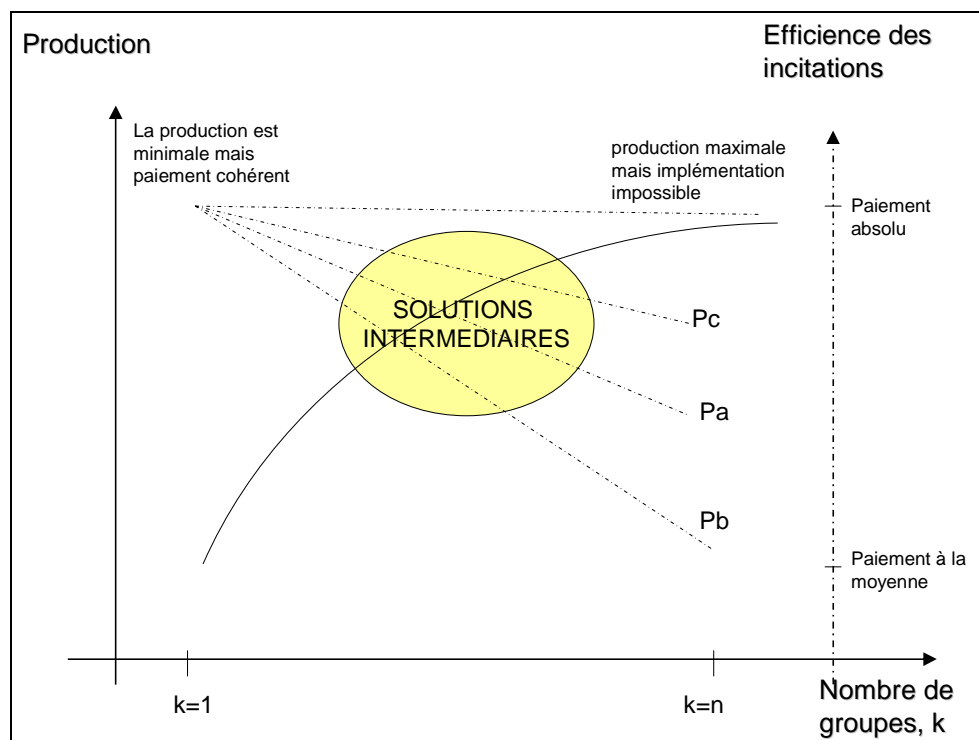 Production
Efficience des
incitations
La production est
minimale mais
paiement cohérent
production maximale
mais implémentation
impossible
Paiement
absolu
SOLUTIONS
INTERMEDIAIRES
Pc
Pa
Pb
Paiement à la
moyenne
k=1
k=n
Nombre de
groupes, k